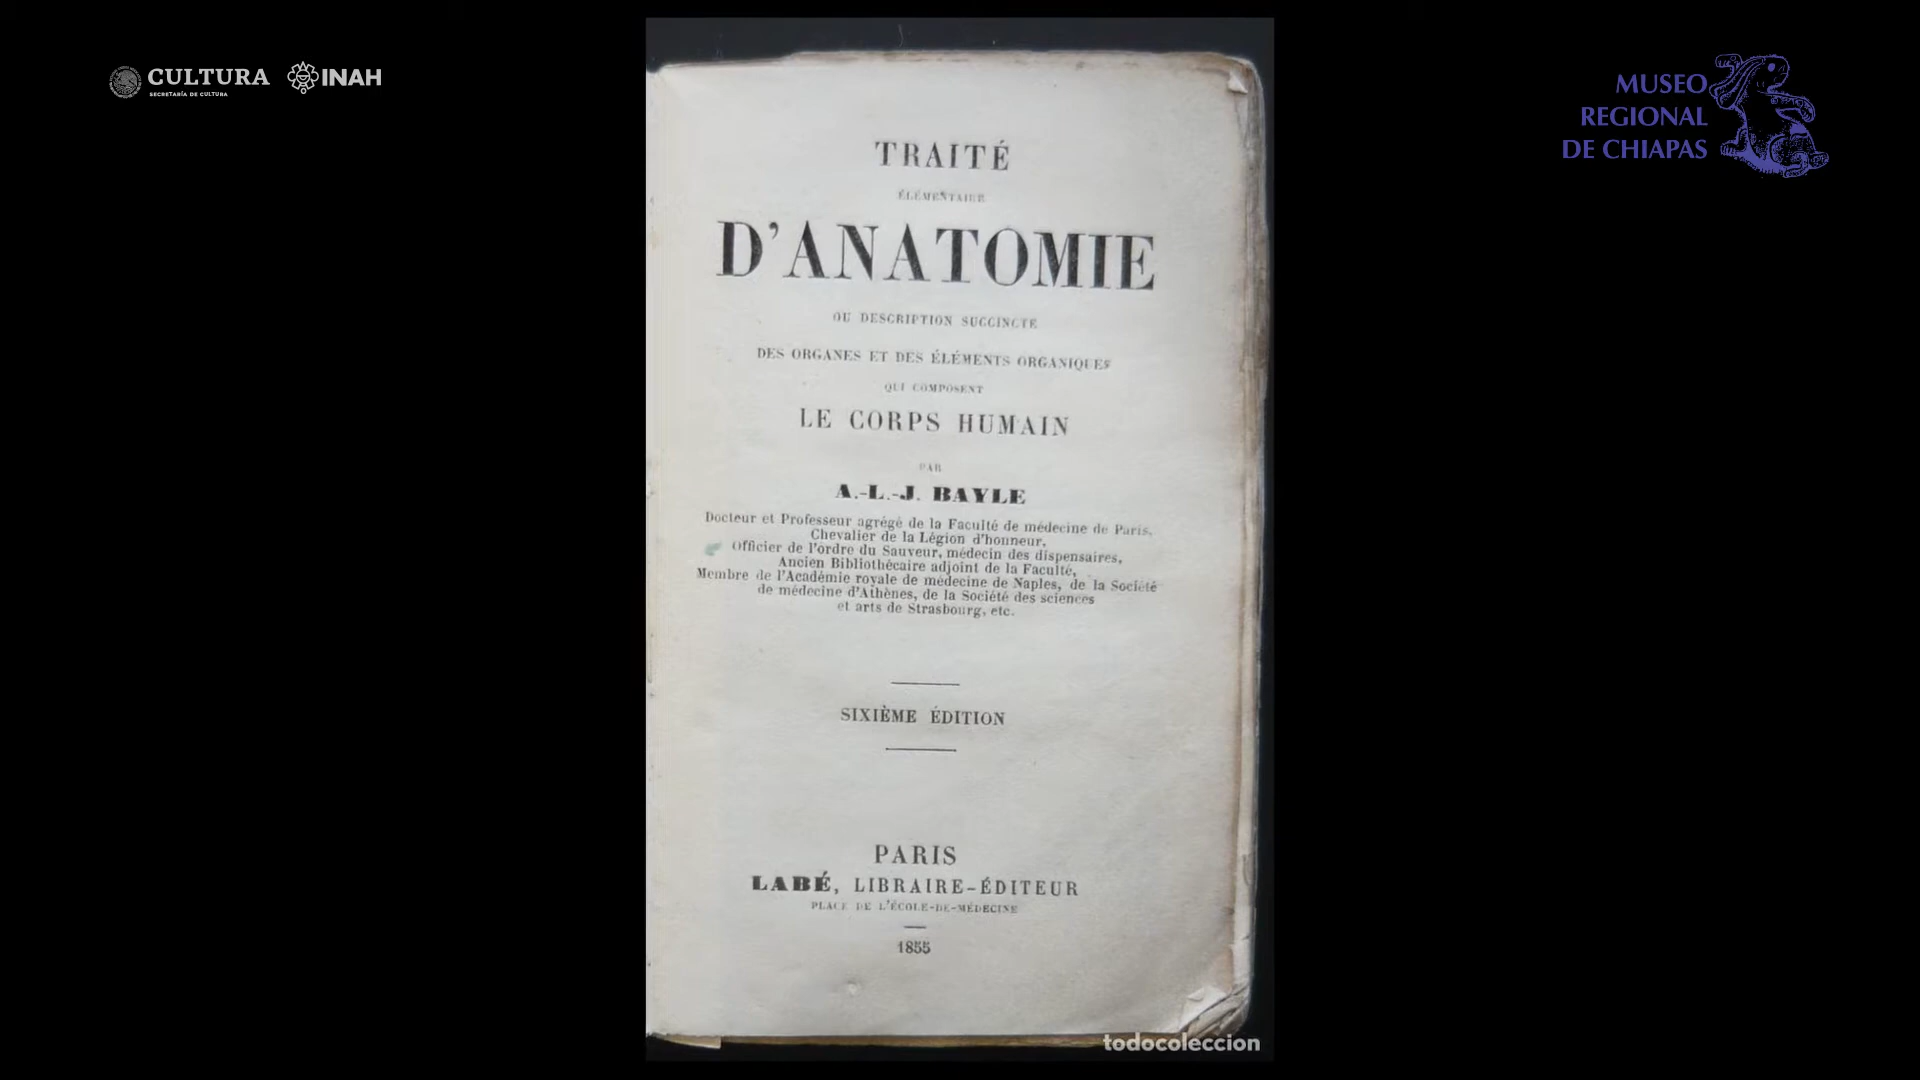 CULTURA
SECRETARÍA DE CULTURA
INAH
MUSEO
REGIONAL
DE CHIAPAS
TRAITÉ
ÉLÉMENTAIRE
D'ANATOMIE
OU DESCRIPTION SUCCINCTE
DES ORGANES ET DES ÉLÉMENTS ORGANIQUES
QUI COMPOSENT
LE CORPS HUMAIN
PAR
A.-L.-J. BAYLE
Docteur et Professeur agrégé de la Faculté de médecine de Paris,
Chevalier de la Légion d'honneur,
Officier de l'ordre du Sauveur, médecin des dispensaires,
Ancien Bibliothécaire adjoint de la Faculté,
Membre de l'Académie royale de médecine de Naples, de la Société
de médecine d'Athènes, de la Société des sciences
et arts de Strasbourg, etc.
SIXIÈME ÉDITION
PARIS
LABÉ, LIBRAIRE-ÉDITEUR
PLACE DE L'ÉCOLE-DE-MÉDECINE
1855
todocoleccion